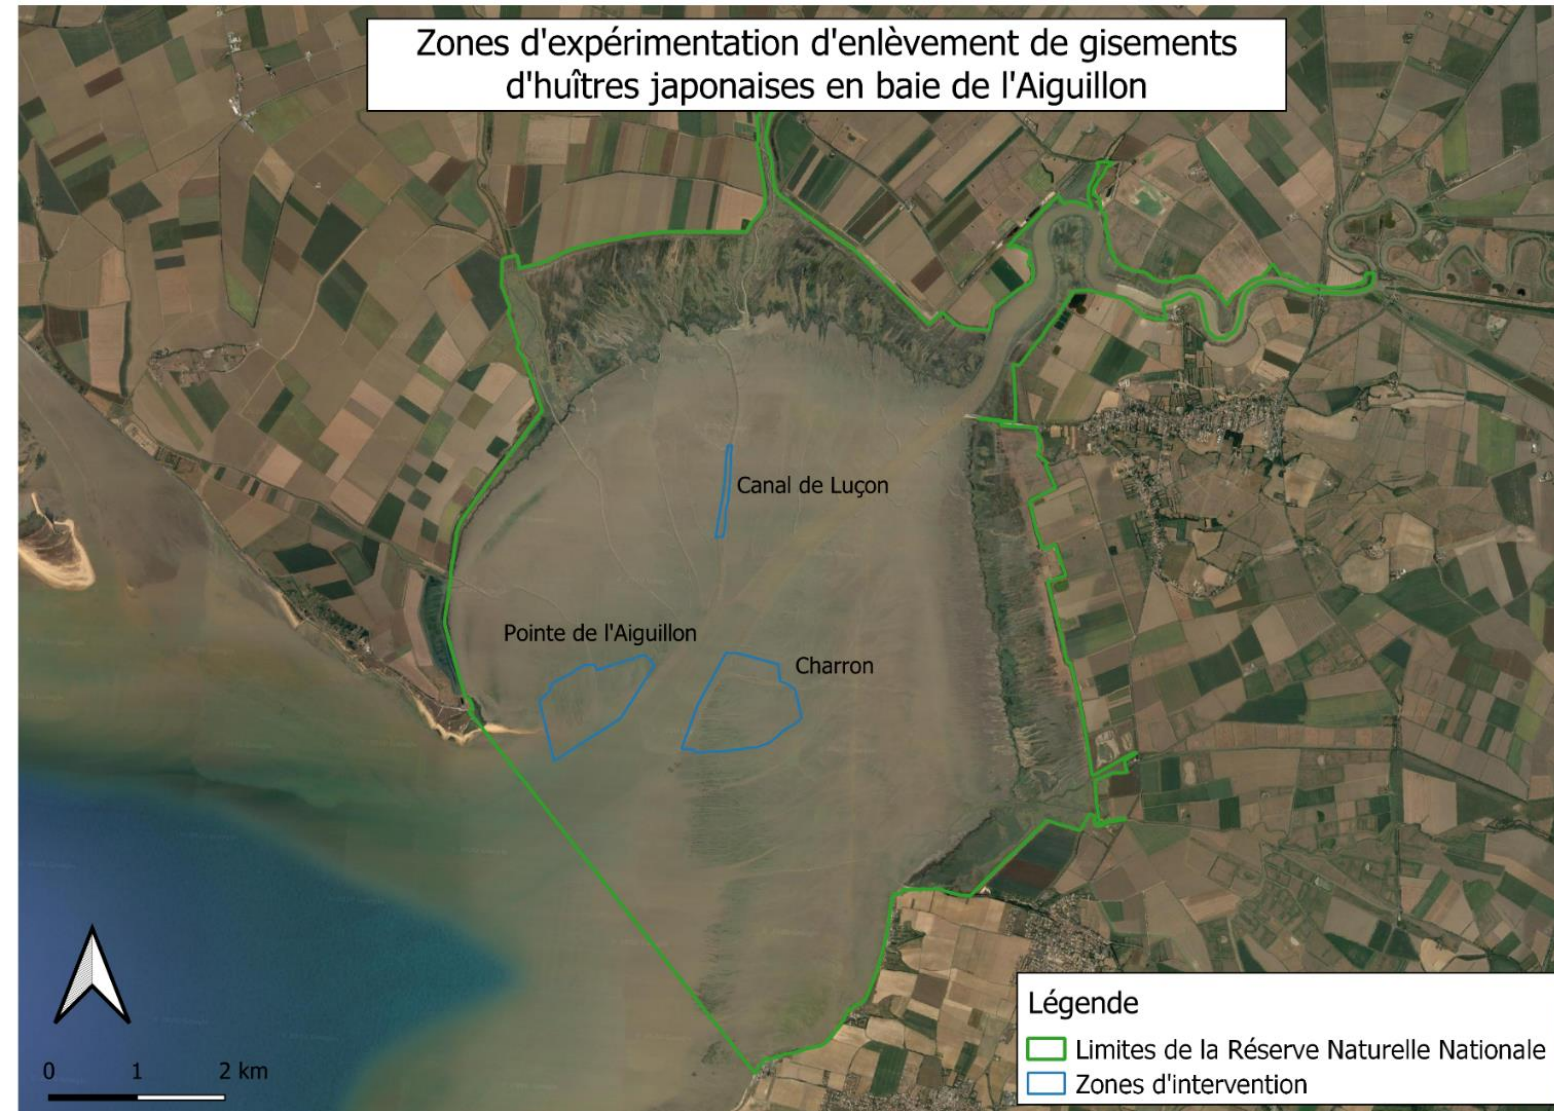 Zones d'expérimentation d'enlèvement de gisements
d'huîtres japonaises en baie de l'Aiguillon
Canal de Luçon
Pointe de l'Aiguillon
Charron
Légende
Limites de la Réserve Naturelle Nationale
Zones d'intervention
0 1 2 km